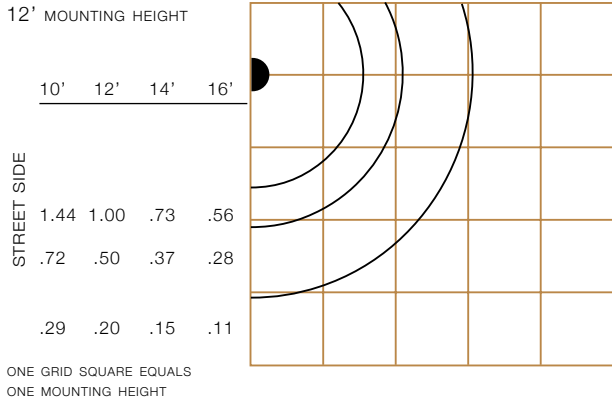 12’ MOUNTING HEIGHT
10’ 12’ 14’ 16’
STREET SIDE
1.44 1.00 .73 .56
.72 .50 .37 .28
.29 .20 .15 .11
ONE GRID SQUARE EQUALS
ONE MOUNTING HEIGHT